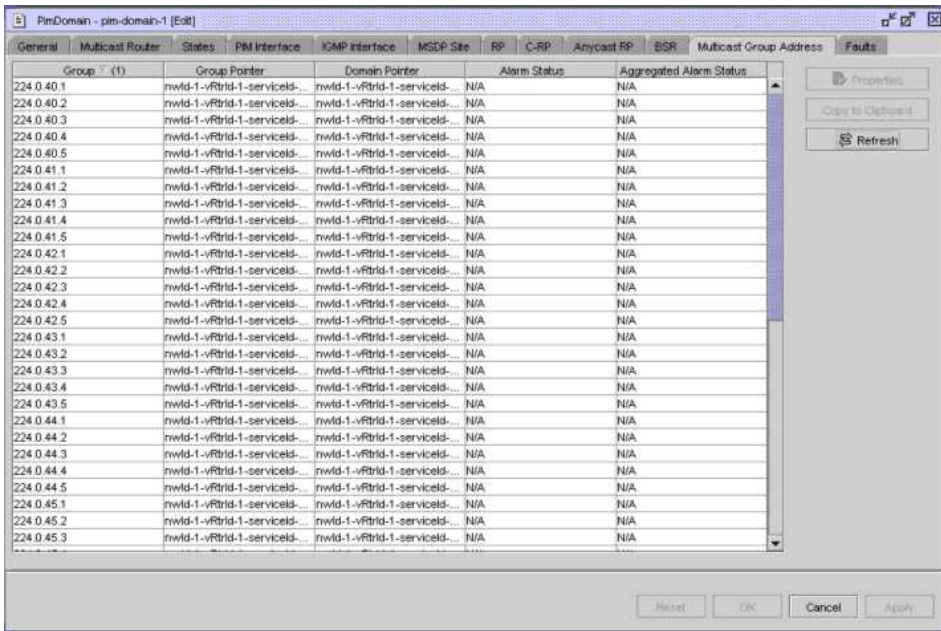 PimDomain - pim-domain-1 [Edit]
General Multicast Router States PIM Interface IGMP Interface MSDP Site RP C-RP Anycast RP BSR Multicast Group Address Faults
Group (1) Group Pointer Domain Pointer Alarm Status Aggregated Alarm Status
224.0.40.1 nwId-1-vRtrId-1-serviceId-... nwId-1-vRtrId-1-serviceId-... N/A N/A
224.0.40.2 nwId-1-vRtrId-1-serviceId-... nwId-1-vRtrId-1-serviceId-... N/A N/A
224.0.40.3 nwId-1-vRtrId-1-serviceId-... nwId-1-vRtrId-1-serviceId-... N/A N/A
224.0.40.4 nwId-1-vRtrId-1-serviceId-... nwId-1-vRtrId-1-serviceId-... N/A N/A
224.0.40.5 nwId-1-vRtrId-1-serviceId-... nwId-1-vRtrId-1-serviceId-... N/A N/A
224.0.41.1 nwId-1-vRtrId-1-serviceId-... nwId-1-vRtrId-1-serviceId-... N/A N/A
224.0.41.2 nwId-1-vRtrId-1-serviceId-... nwId-1-vRtrId-1-serviceId-... N/A N/A
224.0.41.3 nwId-1-vRtrId-1-serviceId-... nwId-1-vRtrId-1-serviceId-... N/A N/A
224.0.41.4 nwId-1-vRtrId-1-serviceId-... nwId-1-vRtrId-1-serviceId-... N/A N/A
224.0.41.5 nwId-1-vRtrId-1-serviceId-... nwId-1-vRtrId-1-serviceId-... N/A N/A
224.0.42.1 nwId-1-vRtrId-1-serviceId-... nwId-1-vRtrId-1-serviceId-... N/A N/A
224.0.42.2 nwId-1-vRtrId-1-serviceId-... nwId-1-vRtrId-1-serviceId-... N/A N/A
224.0.42.3 nwId-1-vRtrId-1-serviceId-... nwId-1-vRtrId-1-serviceId-... N/A N/A
224.0.42.4 nwId-1-vRtrId-1-serviceId-... nwId-1-vRtrId-1-serviceId-... N/A N/A
224.0.42.5 nwId-1-vRtrId-1-serviceId-... nwId-1-vRtrId-1-serviceId-... N/A N/A
224.0.43.1 nwId-1-vRtrId-1-serviceId-... nwId-1-vRtrId-1-serviceId-... N/A N/A
224.0.43.2 nwId-1-vRtrId-1-serviceId-... nwId-1-vRtrId-1-serviceId-... N/A N/A
224.0.43.3 nwId-1-vRtrId-1-serviceId-... nwId-1-vRtrId-1-serviceId-... N/A N/A
224.0.43.4 nwId-1-vRtrId-1-serviceId-... nwId-1-vRtrId-1-serviceId-... N/A N/A
224.0.43.5 nwId-1-vRtrId-1-serviceId-... nwId-1-vRtrId-1-serviceId-... N/A N/A
224.0.44.1 nwId-1-vRtrId-1-serviceId-... nwId-1-vRtrId-1-serviceId-... N/A N/A
224.0.44.2 nwId-1-vRtrId-1-serviceId-... nwId-1-vRtrId-1-serviceId-... N/A N/A
224.0.44.3 nwId-1-vRtrId-1-serviceId-... nwId-1-vRtrId-1-serviceId-... N/A N/A
224.0.44.4 nwId-1-vRtrId-1-serviceId-... nwId-1-vRtrId-1-serviceId-... N/A N/A
224.0.44.5 nwId-1-vRtrId-1-serviceId-... nwId-1-vRtrId-1-serviceId-... N/A N/A
224.0.45.1 nwId-1-vRtrId-1-serviceId-... nwId-1-vRtrId-1-serviceId-... N/A N/A
224.0.45.2 nwId-1-vRtrId-1-serviceId-... nwId-1-vRtrId-1-serviceId-... N/A N/A
224.0.45.3 nwId-1-vRtrId-1-serviceId-... nwId-1-vRtrId-1-serviceId-... N/A N/A
Properties
Copy to Clipboard
Refresh
Reset OK Cancel Apply